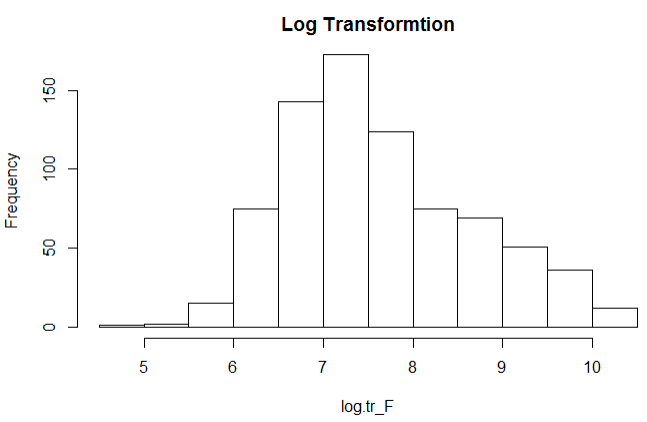 Log Transformtion
Frequency
150
100
50
0
5 6 7 8 9 10
log.tr_F